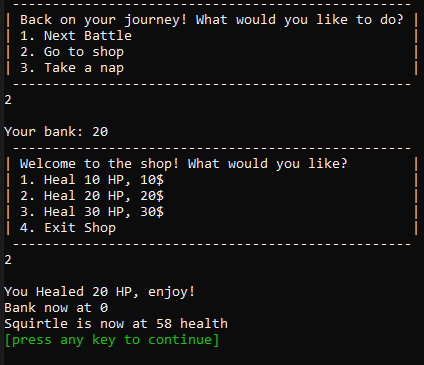 --------------------------------------------------
| Back on your journey! What would you like to do? |
| 1. Next Battle |
| 2. Go to shop |
| 3. Take a nap |
--------------------------------------------------
2
Your bank: 20
--------------------------------------------------
| Welcome to the shop! What would you like? |
| 1. Heal 10 HP, 10$ |
| 2. Heal 20 HP, 20$ |
| 3. Heal 30 HP, 30$ |
| 4. Exit Shop |
--------------------------------------------------
2
You Healed 20 HP, enjoy!
Bank now at 0
Squirtle is now at 58 health
[press any key to continue]